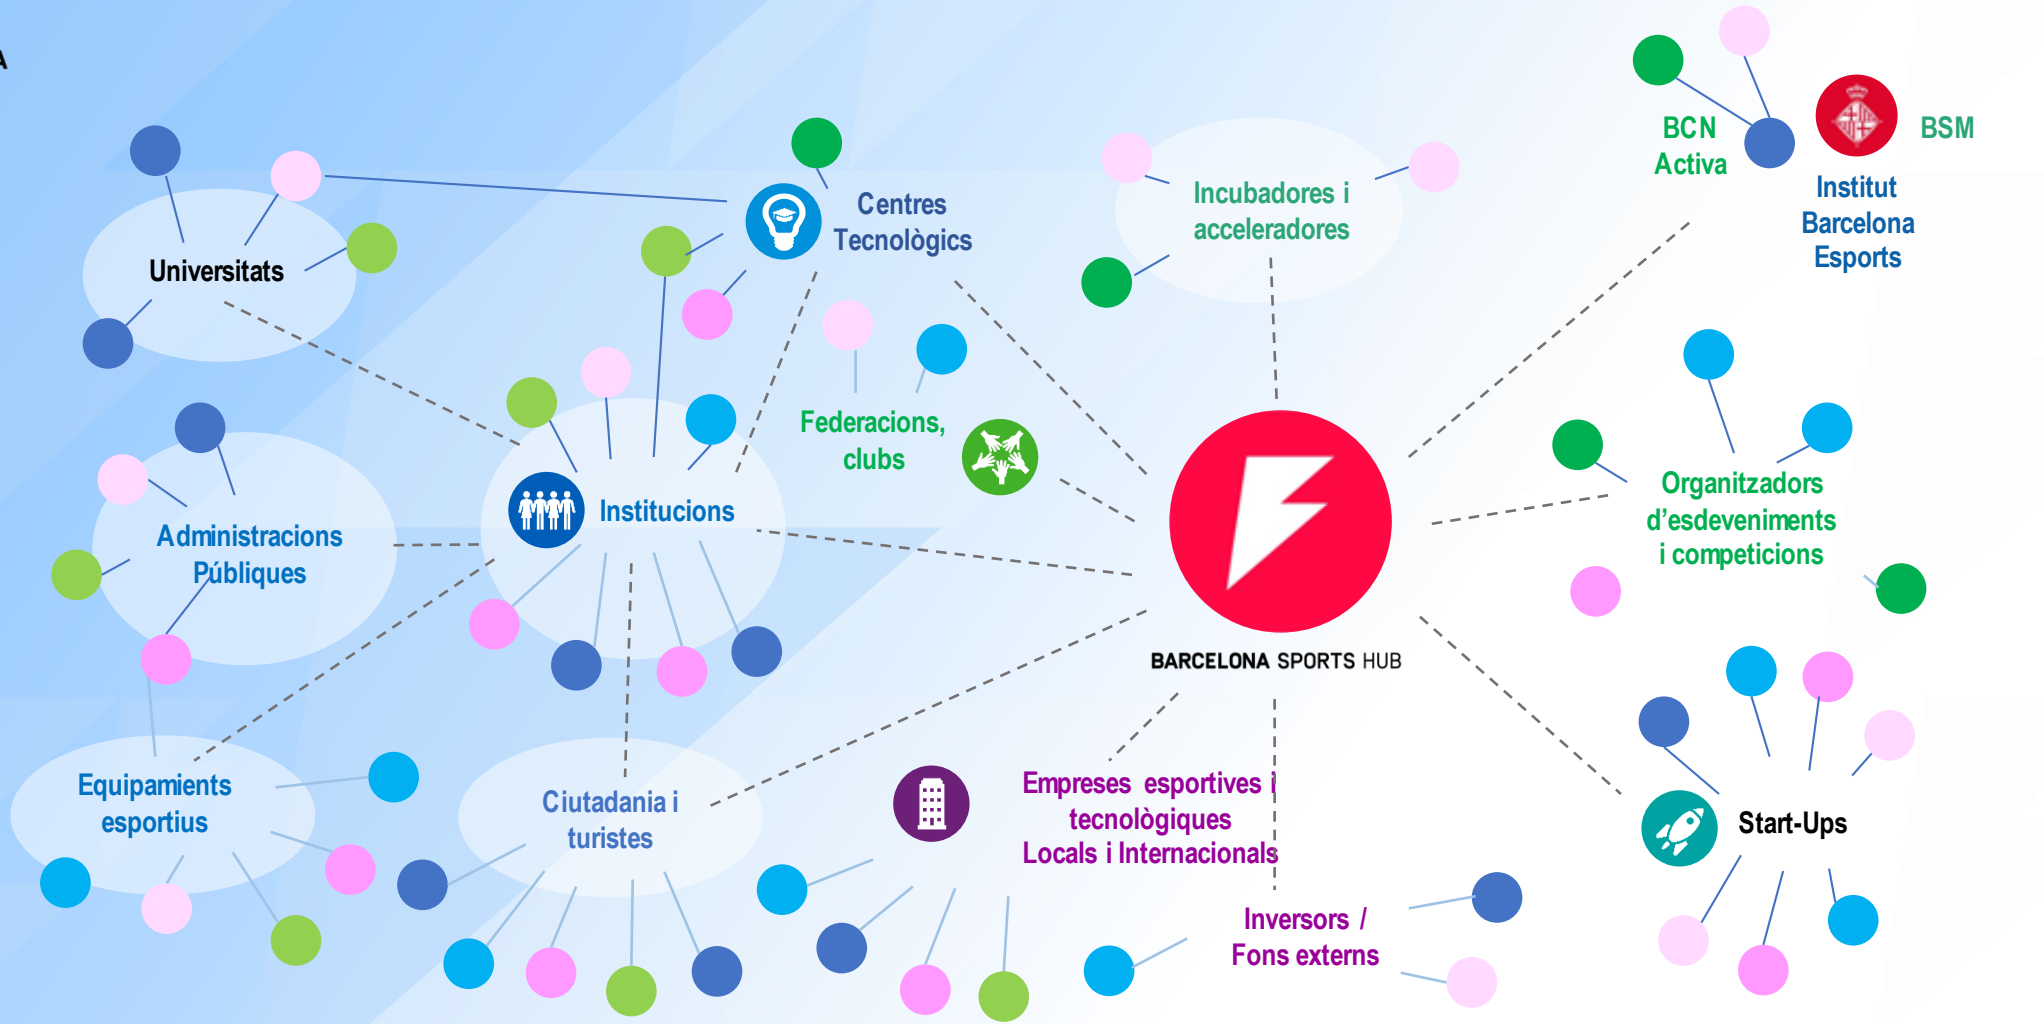 A
BCN
Activa
BSM
Institut
Barcelona
Esports
Centres
Tecnològics
Incubadores i
acceleradores
Universitats
Federacions,
clubs
Institucions
Administracions
Públiques
Organitzadors
d'esdeveniments
i competicions
BARCELONA SPORTS HUB
Equipamients
esportius
Ciutadania i
turistes
Empreses esportives i
tecnològiques
Locals i Internacionals
Start-Ups
Inversors /
Fons externs